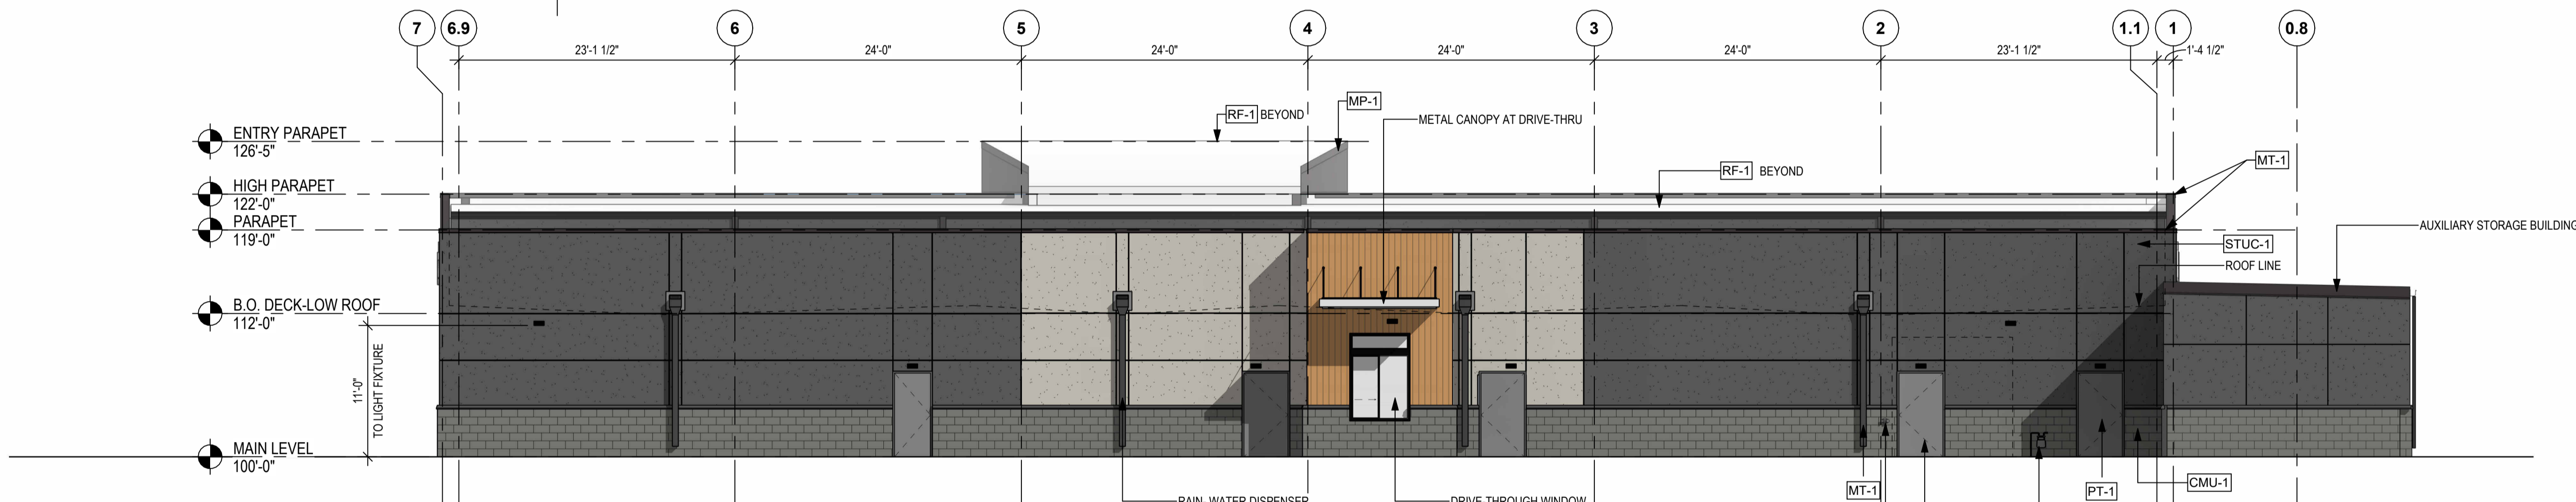 7
6.9
6
5
4
3
2
1.1
1
0.8
23'-1 1/2"
24'-0"
24'-0"
24'-0"
24'-0"
23'-1 1/2"
1'-4 1/2"
RF-1 BEYOND
MP-1
METAL CANOPY AT DRIVE-THRU
ENTRY PARAPET
126'-5"
RF-1 BEYOND
MT-1
HIGH PARAPET
122'-0"
PARAPET
119'-0"
AUXILIARY STORAGE BUILDING
STUC-1
ROOF LINE
B.O. DECK-LOW ROOF
112'-0"
11'-0"
TO LIGHT FIXTURE
MAIN LEVEL
100'-0"
RAIN WATER DISPENSER
DRIVE THROUGH WINDOW
MT-1
PT-1
CMU-1